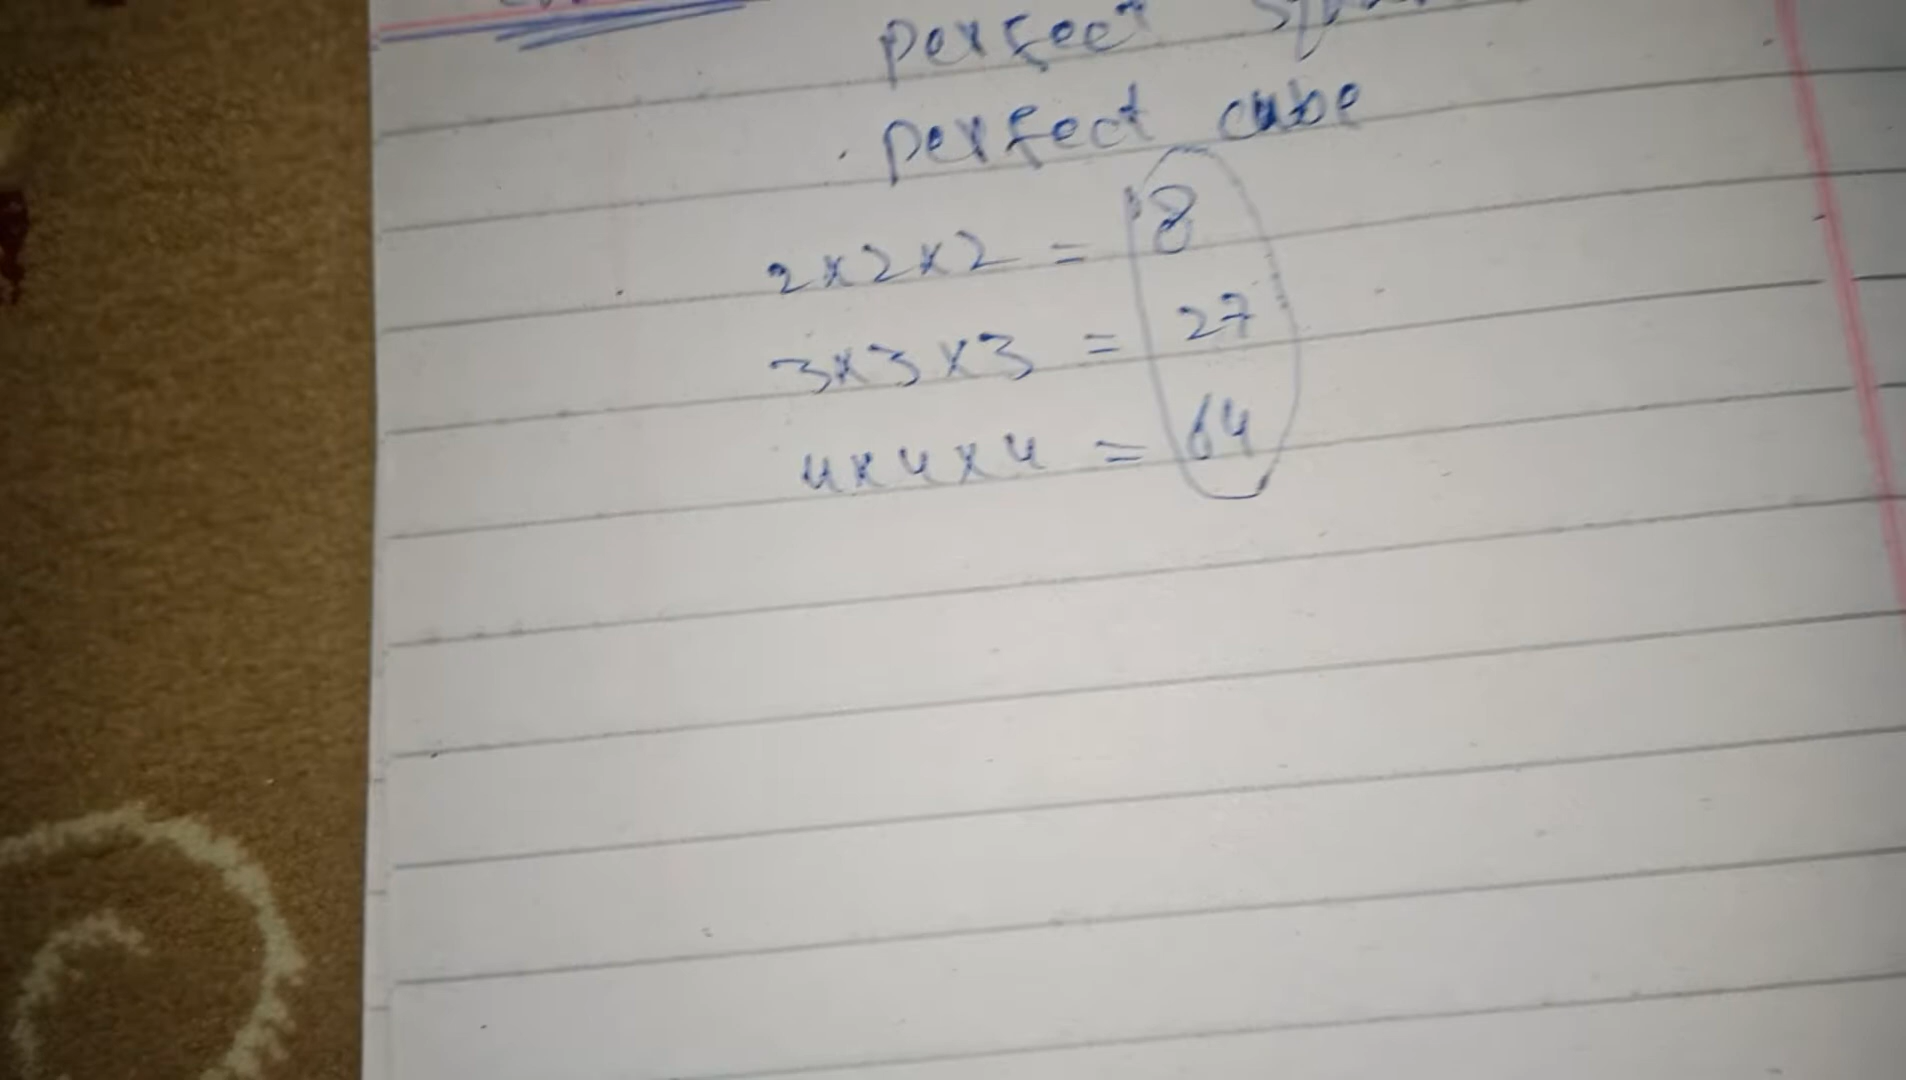 perfect
. perfect cube
2x2x2 = 8
3x3x3 = 27
4x4x4 = 64